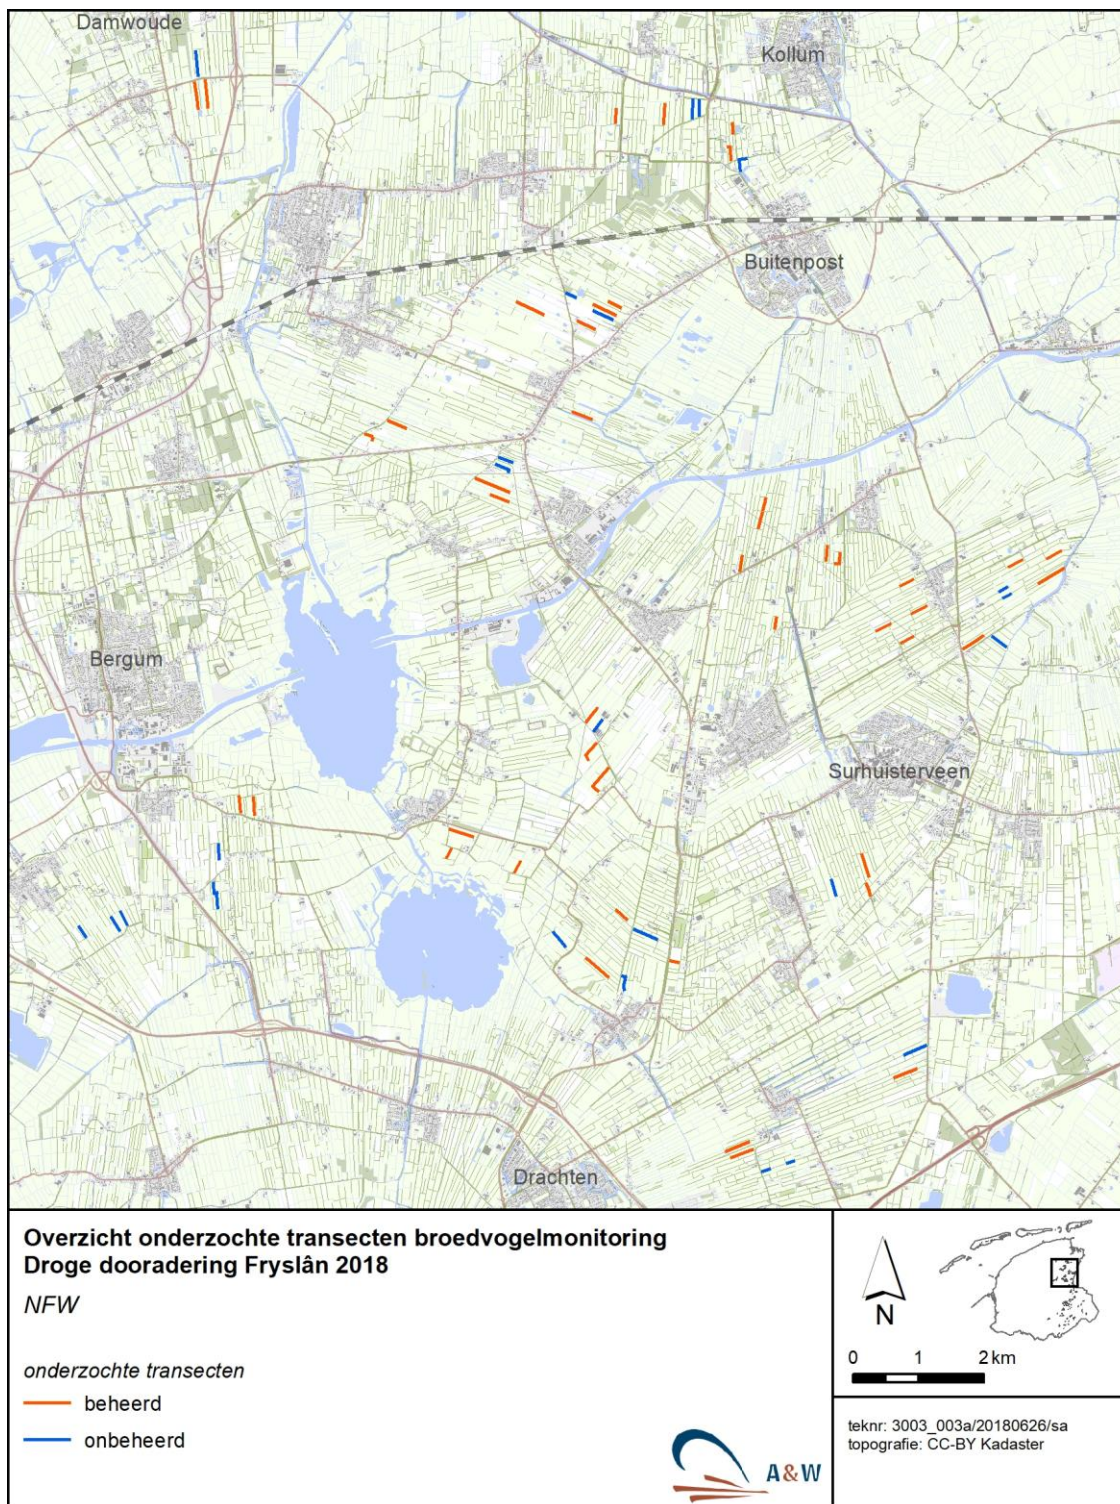 Damwoude
Kollum
Buitenpost
Bergum
Surhuisterveen
Drachten
Overzicht onderzochte transecten broedvogelmonitoring
Droge dooradering Fryslân 2018
NFW
onderzochte transecten
beheerd
onbeheerd
A&W
N
0 1 2 km
teknr: 3003_003a/20180626/sa
topografie: CC-BY Kadaster